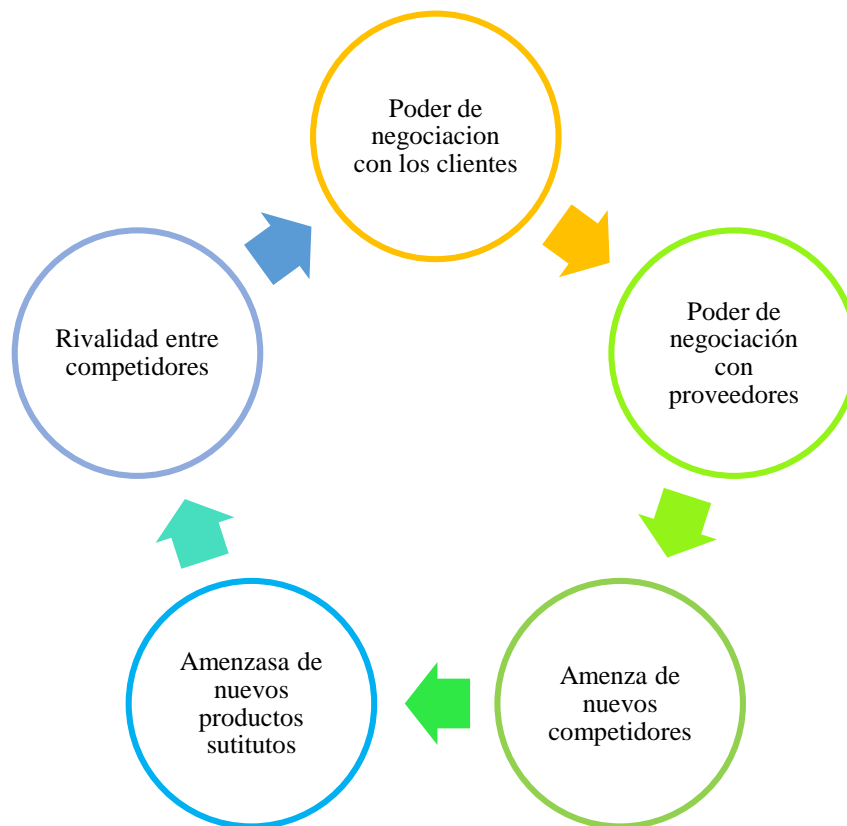 Poder de
negociacion
con los clientes
Poder de
negociación
con
proveedores
Amenza de
nuevos
competidores
Amenzasa de
nuevos
productos
sutitutos
Rivalidad entre
competidores